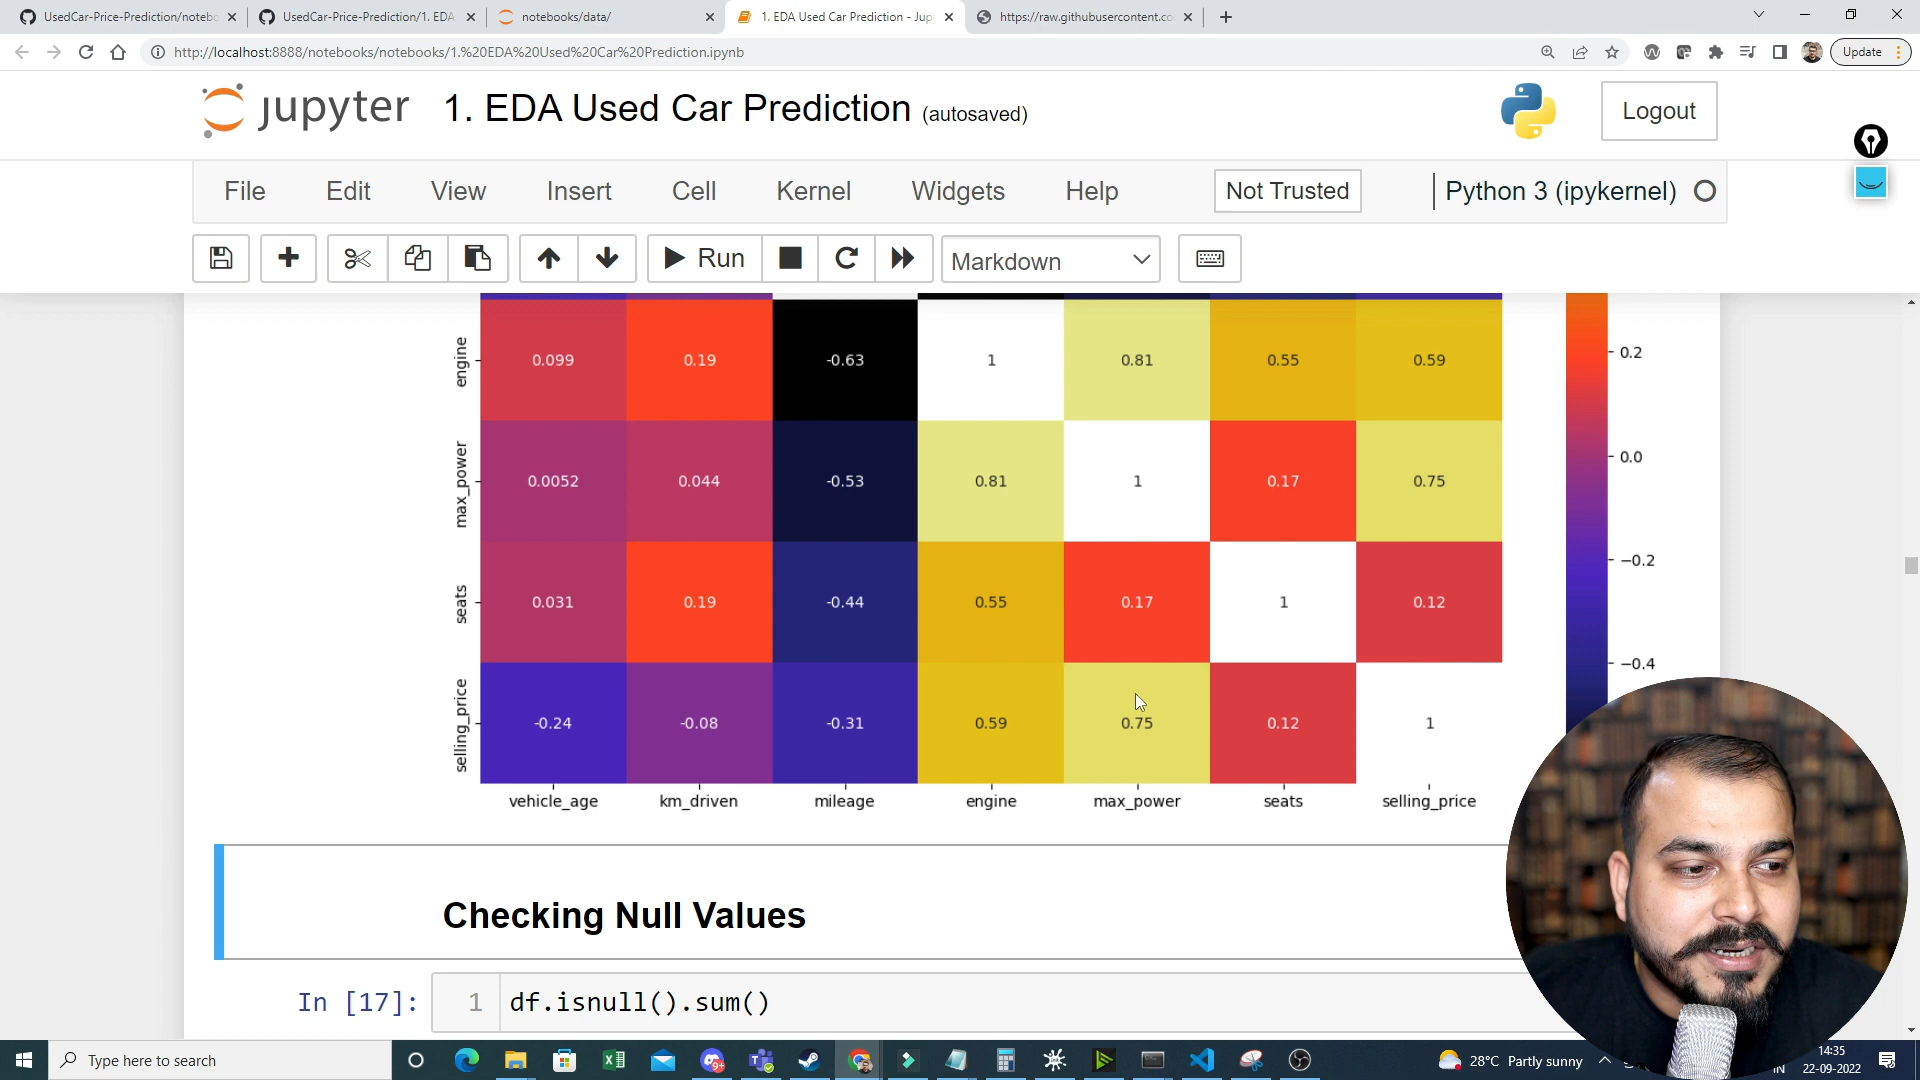 UsedCar-Price-Prediction/notebo
UsedCar-Price-Prediction/1. EDA
notebooks/data/
1. EDA Used Car Prediction - Jup
https://raw.githubusercontent.co
http://localhost:8888/notebooks/notebooks/1.%20EDA%20Used%20Car%20Prediction.ipynb
Update
jupyter 1. EDA Used Car Prediction (autosaved)
Logout
File Edit View Insert Cell Kernel Widgets Help Not Trusted Python 3 (ipykernel)
Run Markdown
engine 0.099 0.19 -0.63 1 0.81 0.55 0.59
max_power 0.0052 0.044 -0.53 0.81 1 0.17 0.75
seats 0.031 0.19 -0.44 0.55 0.17 1 0.12
selling_price -0.24 -0.08 -0.31 0.59 0.75 0.12 1
vehicle_age km_driven mileage engine max_power seats selling_price
0.2
0.0
−0.2
−0.4
Checking Null Values
In [17]: 1 df.isnull().sum()
Type here to search
9+
28°C Partly sunny
IN
14:35
22-09-2022